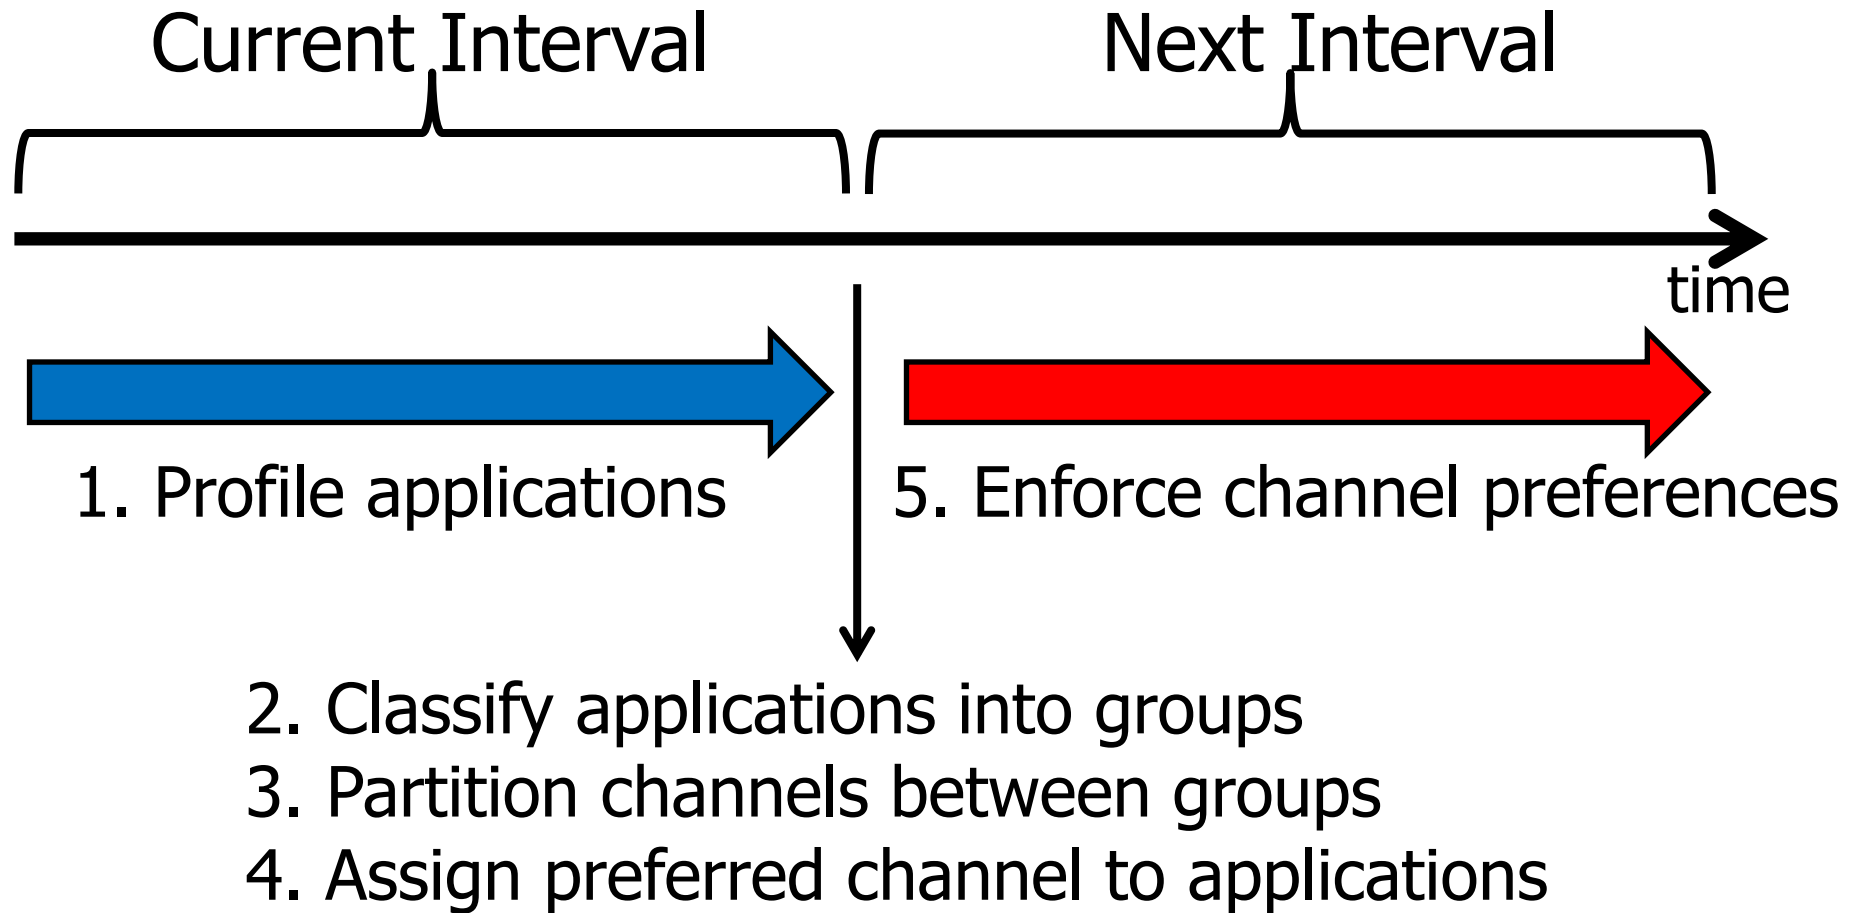 Current Interval
Next Interval
time
1. Profile applications
5. Enforce channel preferences
2. Classify applications into groups
3. Partition channels between groups
4. Assign preferred channel to applications